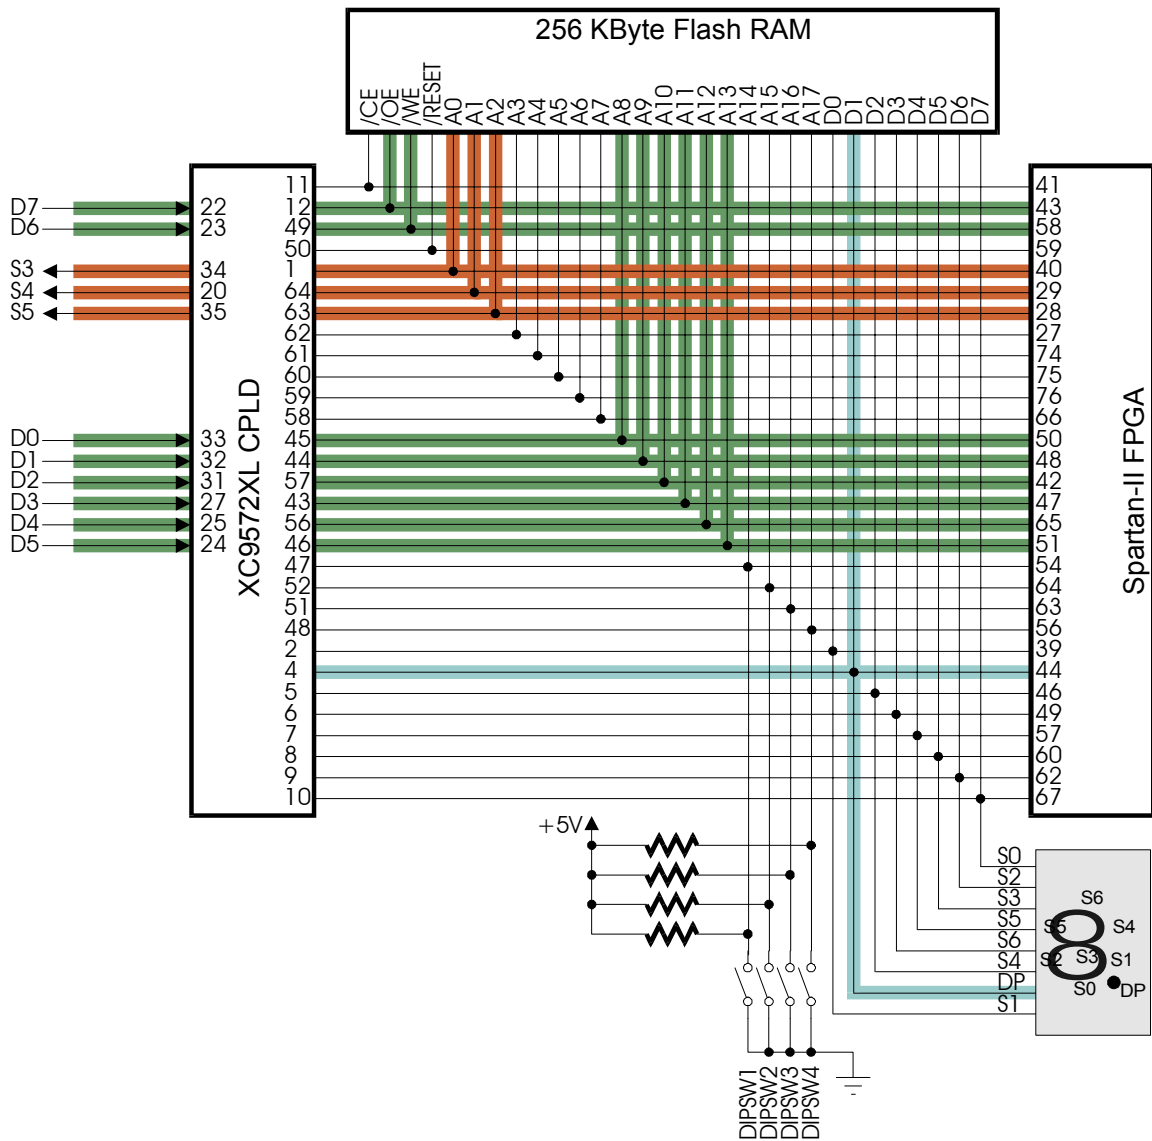 256 KByte Flash RAM
/CE /OE /WE /RESET A0 A1 A2 A3 A4 A5 A6 A7 A8 A9 A10 A11 A12 A13 A14 A15 A16 A17 D0 D1 D2 D3 D4 D5 D6 D7
XC9572XL CPLD
Spartan-II FPGA
11 41
D7 22 12 43
D6 23 49 58
50 59
S3 34 1 40
S4 20 64 29
S5 35 63 28
62 27
61 74
60 75
59 76
58 66
D0 33 45 50
D1 32 44 48
D2 31 57 42
D3 27 43 47
D4 25 56 65
D5 24 46 51
47 54
52 64
51 63
48 56
2 39
4 44
5 46
6 49
7 57
8 60
9 62
10 67
+5V
S0
S2
S3
S5
S6
S4
DP
S1
S6
S5 S4
S2 S3 S1
S0 DP
DIPSW1 DIPSW2 DIPSW3 DIPSW4